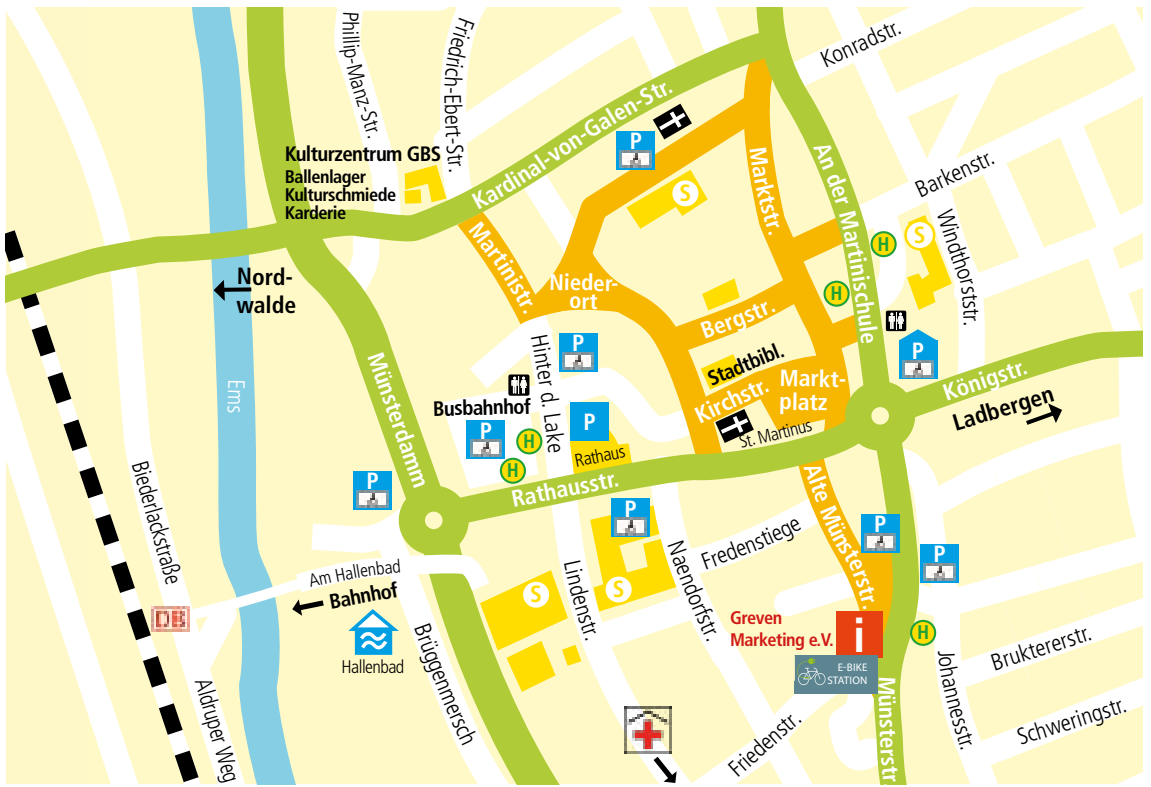 Phillip-Manz-Str.
Friedrich-Ebert-Str.
Konradstr.
Kardinal-von-Galen-Str.
P
Kulturzentrum GBS
Ballenlager
Kulturschmiede
Karderie
Marktstr.
An der Martinischule
Barkenstr.
S
S
Windthorststr.
Martinistr.
H
Nord-
walde
Nieder-
ort
H
Bergstr.
Hinter d. Lake
P
P
Münsterdamm
Ems
Stadtbibl.
Markt-
platz
Königstr.
Ladbergen
Kirchstr.
Busbahnhof
P
P
H
H
St. Martinus
Rathaus
Rathausstr.
P
Biederlackstraße
P
Alte Münsterstr.
P
P
Fredenstiege
Naendorfstr.
Am Hallenbad
Bahnhof
DB
Lindenstr.
S
S
Greven
Marketing e.V.
i
H
E-BIKE
STATION
Hallenbad
Brüggenmersch
Johannesstr.
Bruktererstr.
Aldruper Weg
Münsterstr.
Schweringstr.
Friedenstr.